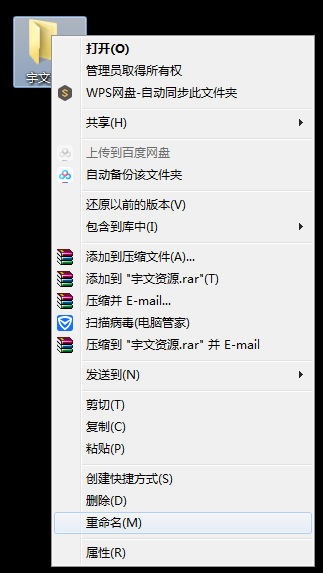 宇文
打开(O)
管理员取得所有权
WPS网盘-自动同步此文件夹
共享(H)
上传到百度网盘
自动备份该文件夹
还原以前的版本(V)
包含到库中(I)
添加到压缩文件(A)...
添加到 "宇文资源.rar"(T)
压缩并 E-mail...
扫描病毒(电脑管家)
压缩到 "宇文资源.rar" 并 E-mail
发送到(N)
剪切(T)
复制(C)
粘贴(P)
创建快捷方式(S)
删除(D)
重命名(M)
属性(R)